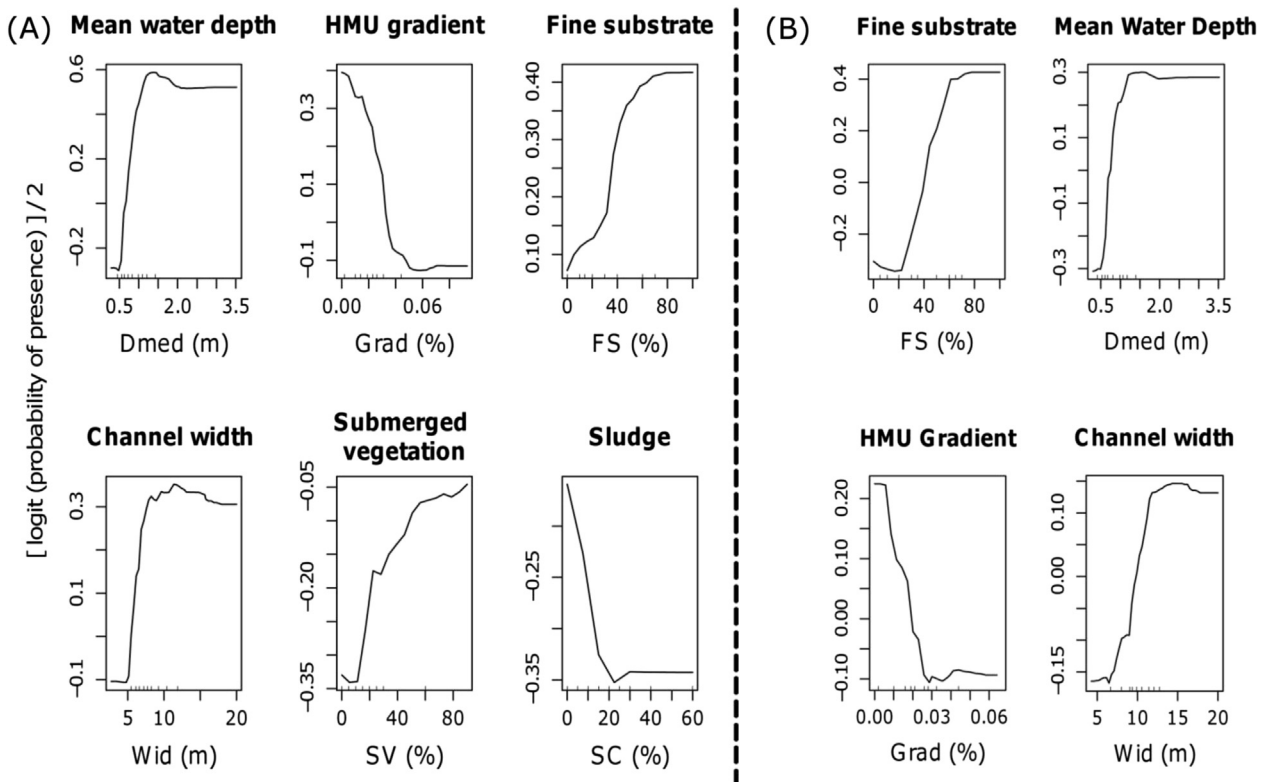 (A)
Mean water depth
HMU gradient
Fine substrate
[logit (probability of presence) ] / 2
0.6
0.2
−0.2
0.5 2.0 3.5
Dmed (m)
0.3
0.1
−0.1
0.00 0.06
Grad (%)
0.40
0.30
0.20
0.10
0 40 80
FS (%)
Channel width
Submerged
vegetation
Sludge
0.3
0.1
−0.1
5 10 20
Wid (m)
−0.05
−0.20
−0.35
0 40 80
SV (%)
−0.25
−0.35
0 20 40 60
SC (%)
(B)
Fine substrate
Mean Water Depth
0.4
0.2
0.0
−0.2
0 40 80
FS (%)
0.3
0.1
−0.1
−0.3
0.5 2.0 3.5
Dmed (m)
HMU Gradient
Channel width
0.20
0.10
0.00
−0.10
0.00 0.03 0.06
Grad (%)
0.10
0.00
−0.15
5 10 15 20
Wid (m)